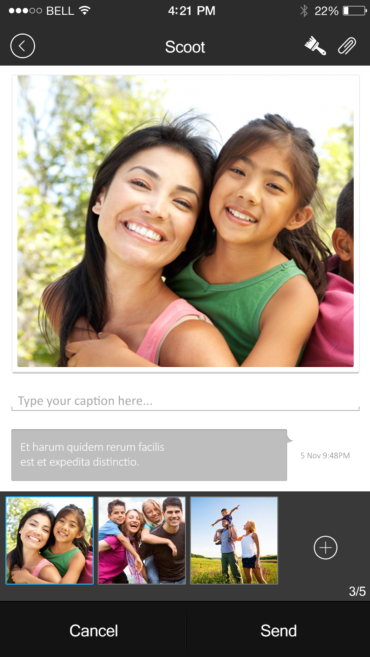 BELL 4:21 PM 22%
Scoot
Type your caption here...
Et harum quidem rerum facilis
est et expedita distinctio.
5 Nov 9:48PM
3/5
Cancel Send